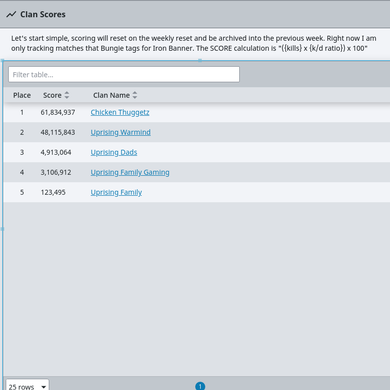 Clan Scores
Let's start simple, scoring will reset on the weekly reset and be archived into the previous week. Right now I am
only tracking matches that Bungie tags for Iron Banner. The SCORE calculation is "({kills} x {k/d ratio}) x 100"
Filter table...
Place Score Clan Name
1 61,834,937 Chicken Thuggetz
2 48,115,843 Uprising Warmind
3 4,913,064 Uprising Dads
4 3,106,912 Uprising Family Gaming
5 123,495 Uprising Family
25 rows 1